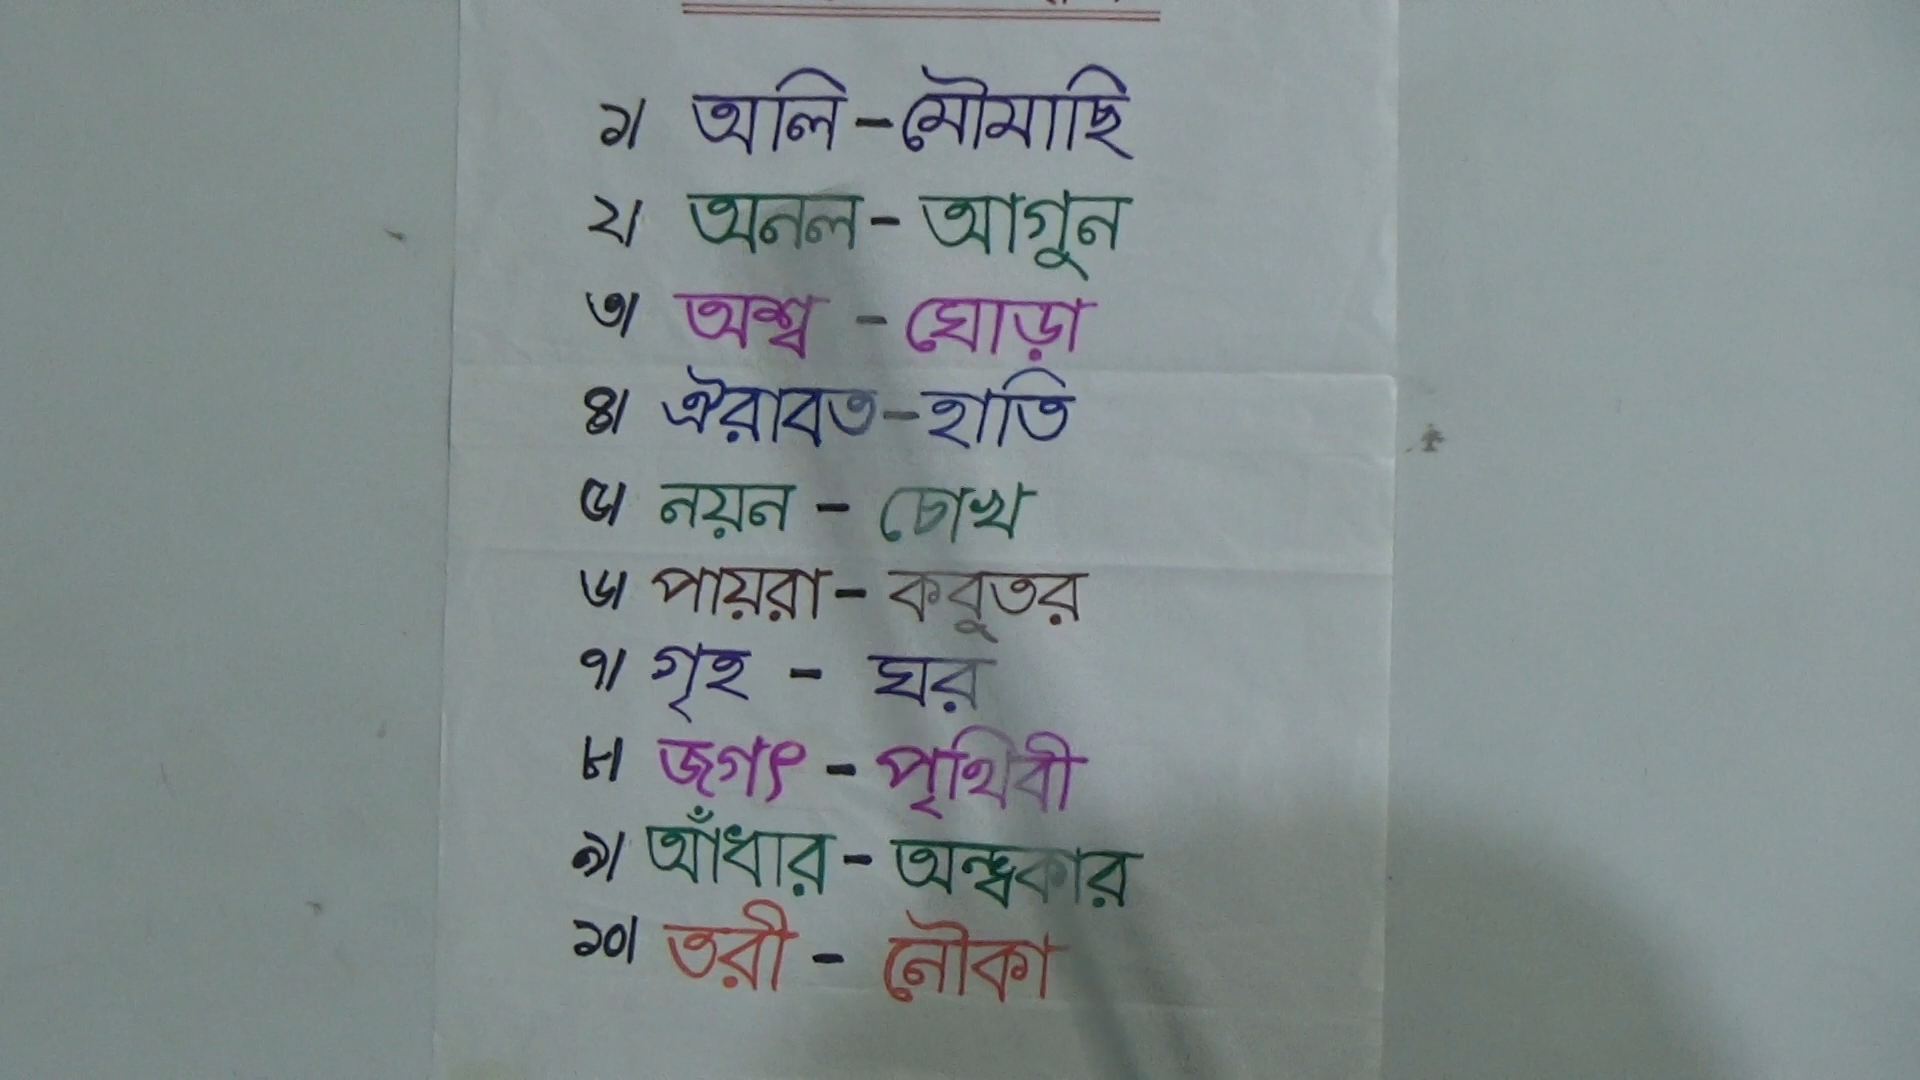 ১। অলি - মৌমাছি
২। অনল - আগুন
৩। অশ্ব - ঘোড়া
৪। ঐরাবত - হাতি
৫। নয়ন - চোখ
৬। পায়রা - কবুতর
৭। গৃহ - ঘর
৮। জগৎ - পৃথিবী
৯। আঁধার - অন্ধকার
১০। তরী - নৌকা